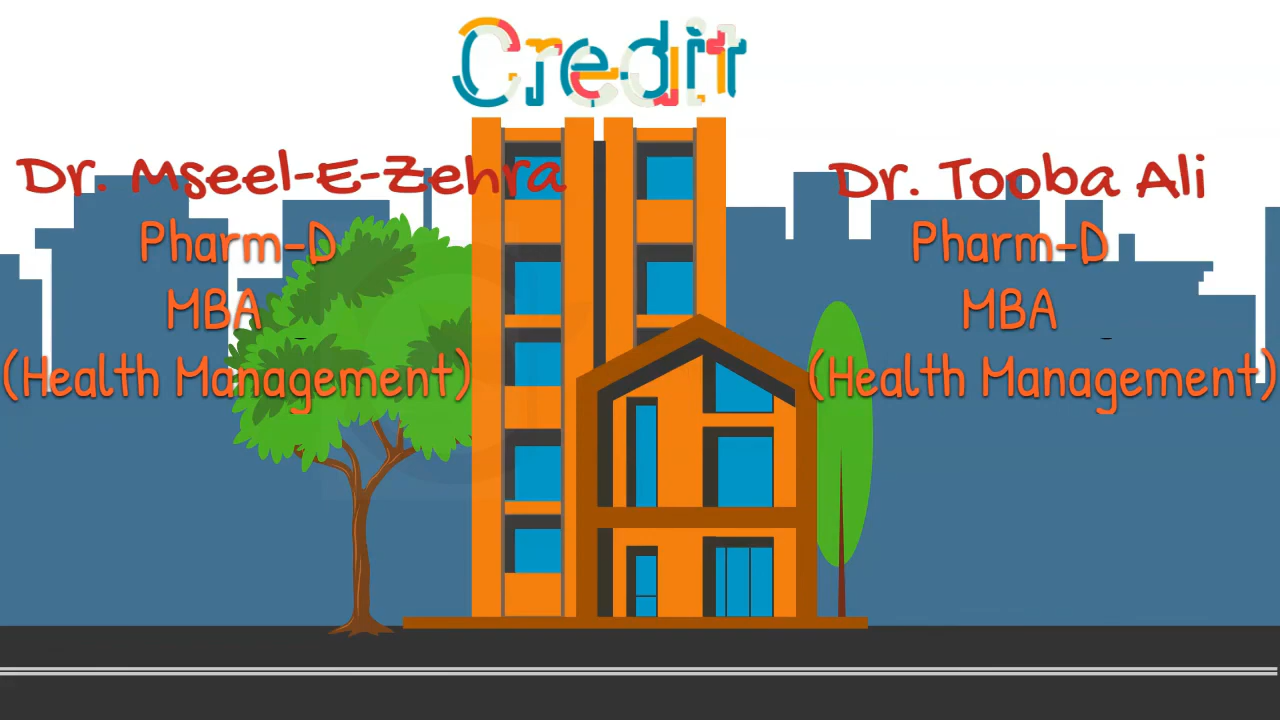 Credit
Dr. Mseel-E-Zehra
Pharm-D
MBA
(Health Management)
Dr. Tooba Ali
Pharm-D
MBA
(Health Management)